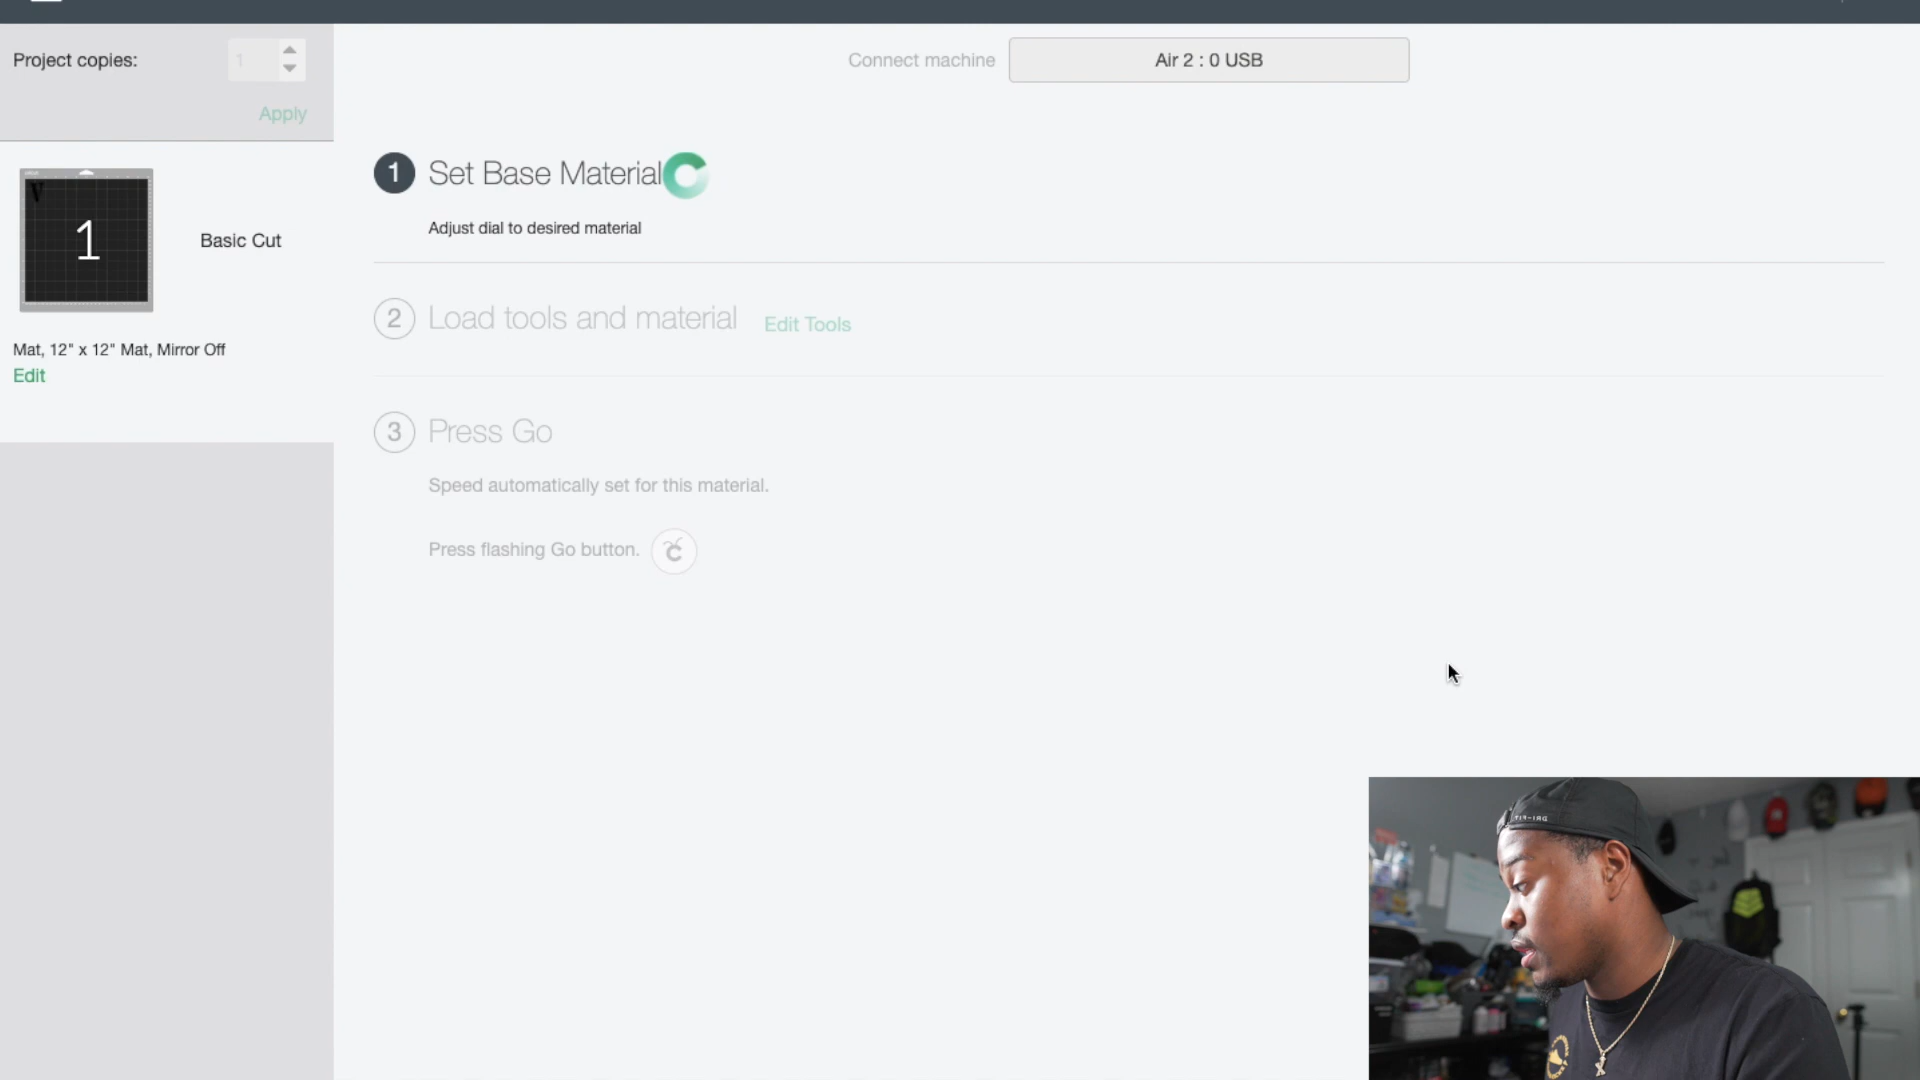 Project copies:
1
Apply
1
Basic Cut
Mat, 12" x 12" Mat, Mirror Off
Edit
Connect machine
Air 2 : 0 USB
1 Set Base Material
Adjust dial to desired material
2 Load tools and material
Edit Tools
3 Press Go
Speed automatically set for this material.
Press flashing Go button.
DRI-FIT